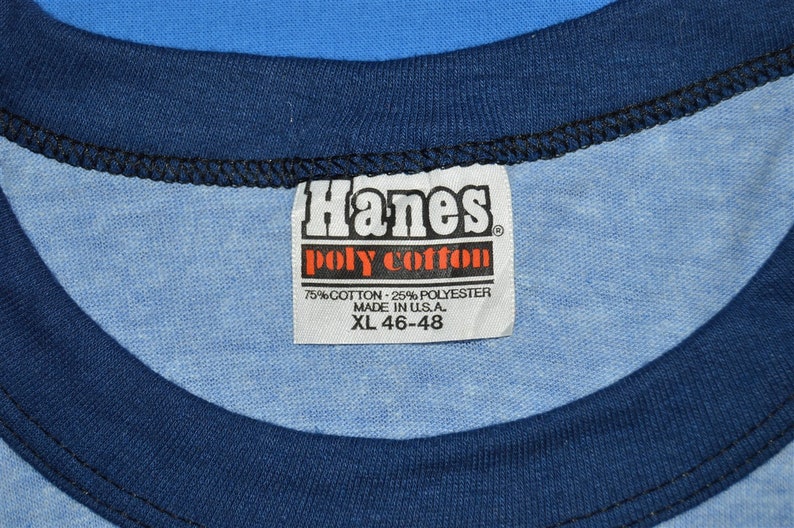 Hanes®
poly cotton
75% COTTON - 25% POLYESTER
MADE IN U.S.A.
XL 46-48